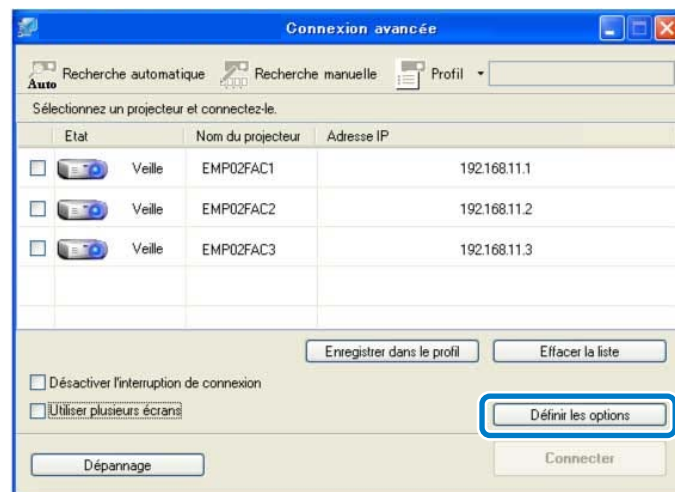 Connexion avancée
Auto Recherche automatique Recherche manuelle Profil
Sélectionnez un projecteur et connectez-le.
Etat Nom du projecteur Adresse IP
Veille EMP02FAC1 192.168.11.1
Veille EMP02FAC2 192.168.11.2
Veille EMP02FAC3 192.168.11.3
Enregistrer dans le profil Effacer la liste
Désactiver l'interruption de connexion
Utiliser plusieurs écrans Définir les options
Dépannage Connecter